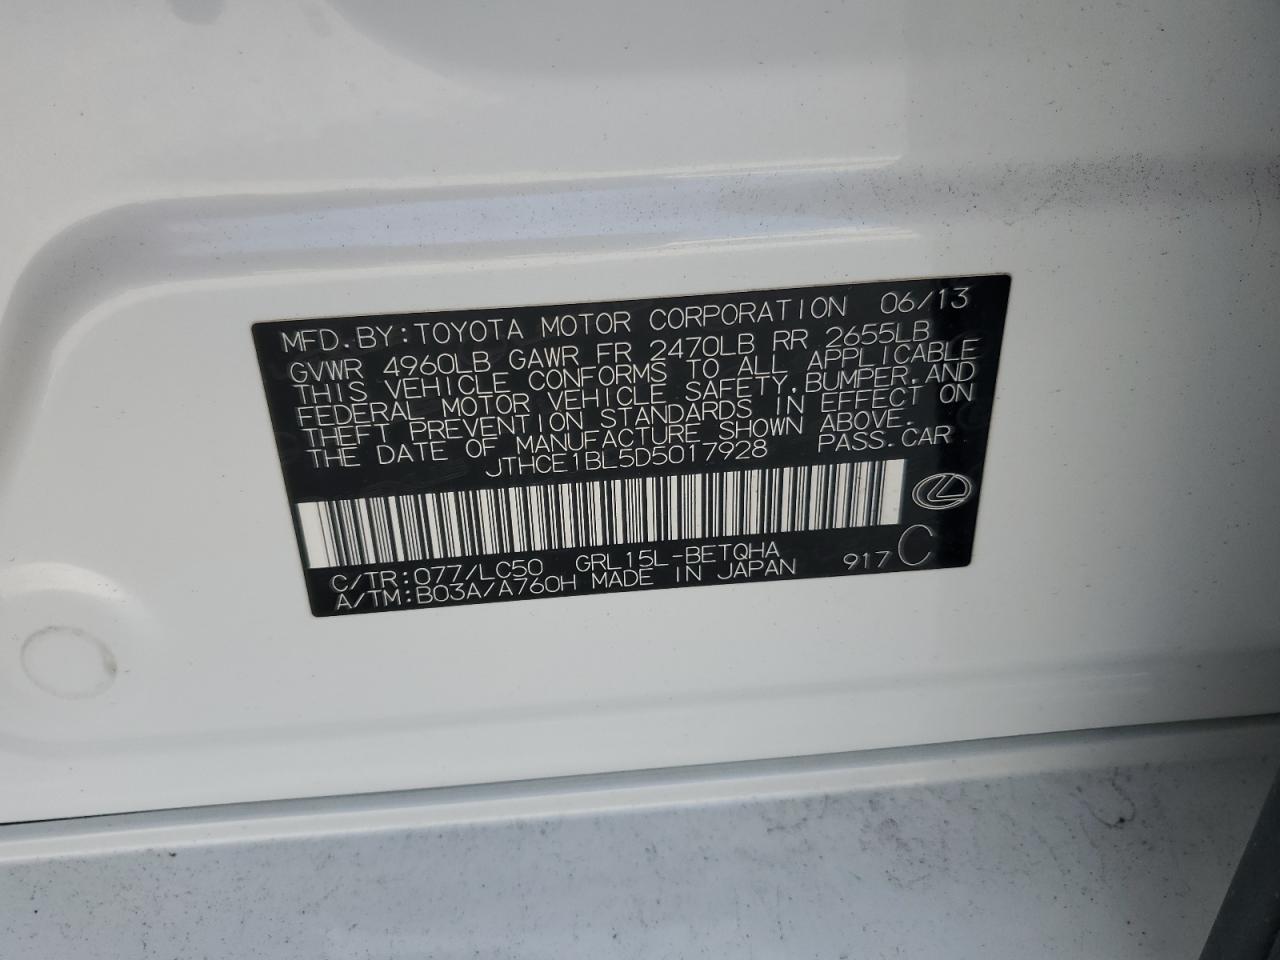 MFD.BY:TOYOTA MOTOR CORPORATION 06/13
GVWR 4960LB GAWR FR 2470LB RR 2655LB
THIS VEHICLE CONFORMS TO ALL APPLICABLE
FEDERAL MOTOR VEHICLE SAFETY,BUMPER,AND
THEFT PREVENTION STANDARDS IN EFFECT ON
THE DATE OF MANUFACTURE SHOWN ABOVE.
JTHCE1BL5D5017928 PASS.CAR
C/TR:077/LC50 GRL15L-BETQHA
A/TM:B03A/A760H MADE IN JAPAN 917 C